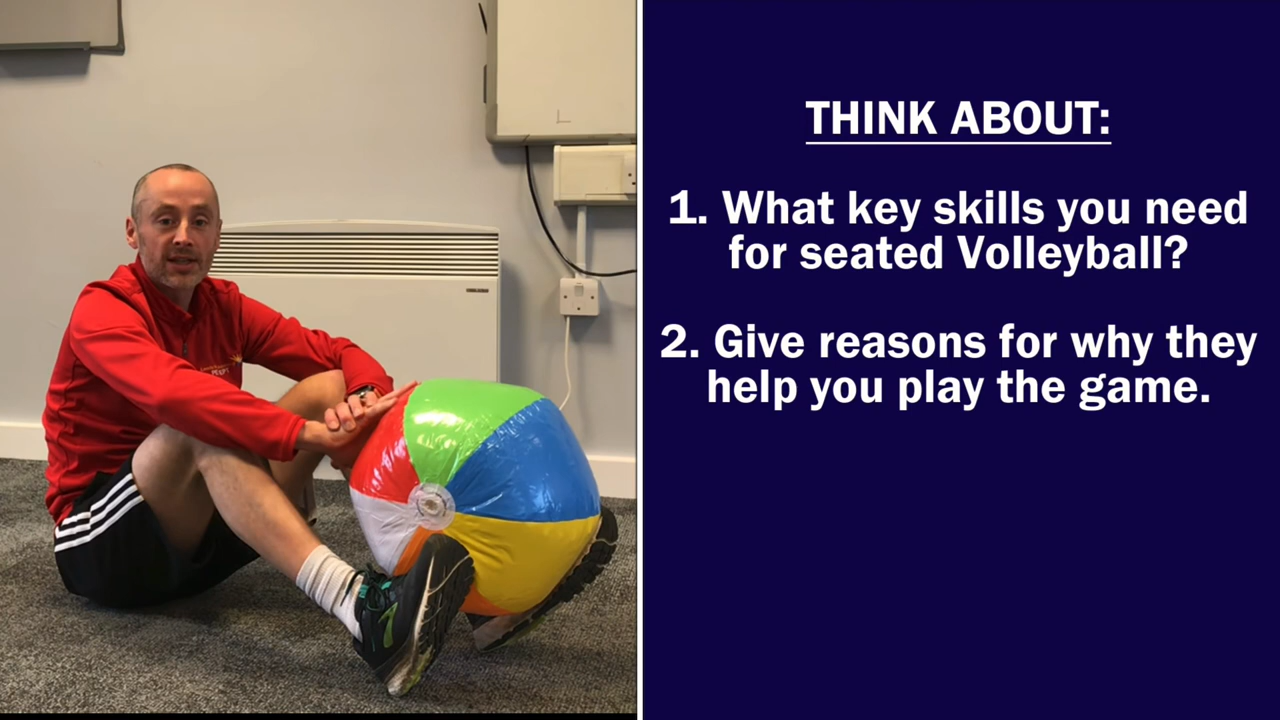 THINK ABOUT:
1. What key skills you need
for seated Volleyball?
2. Give reasons for why they
help you play the game.